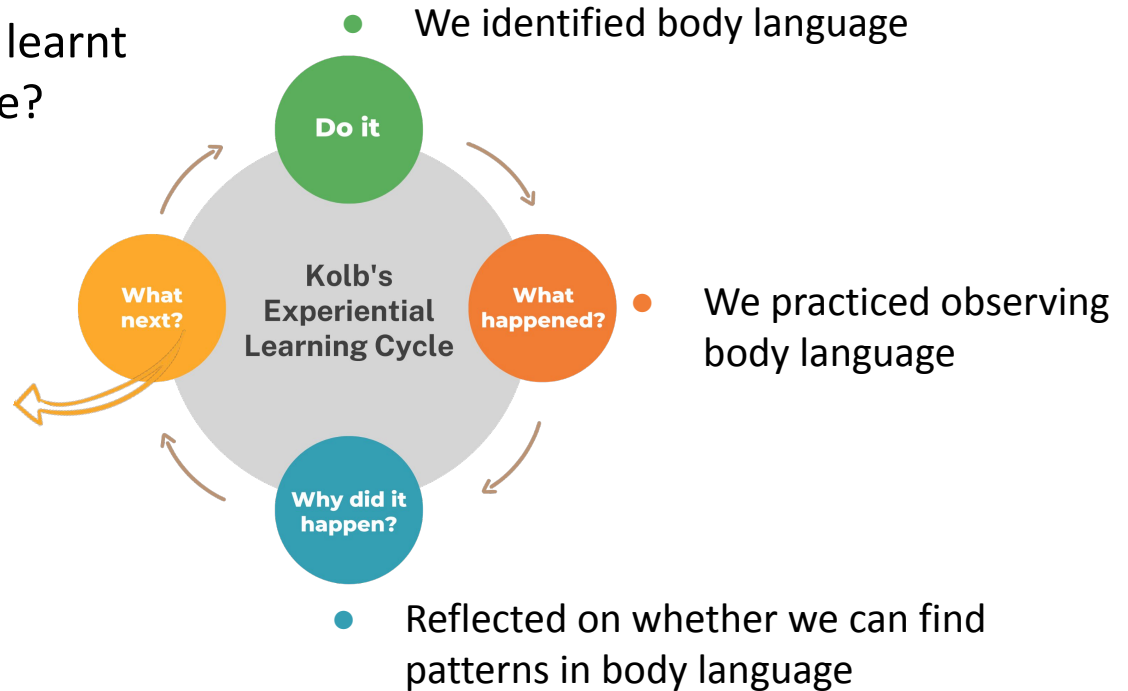 learnt
e?
We identified body language
Do it
Kolb's
Experiential
Learning Cycle
What
happened?
We practiced observing
body language
Why did it
happen?
Reflected on whether we can find
patterns in body language
What
next?